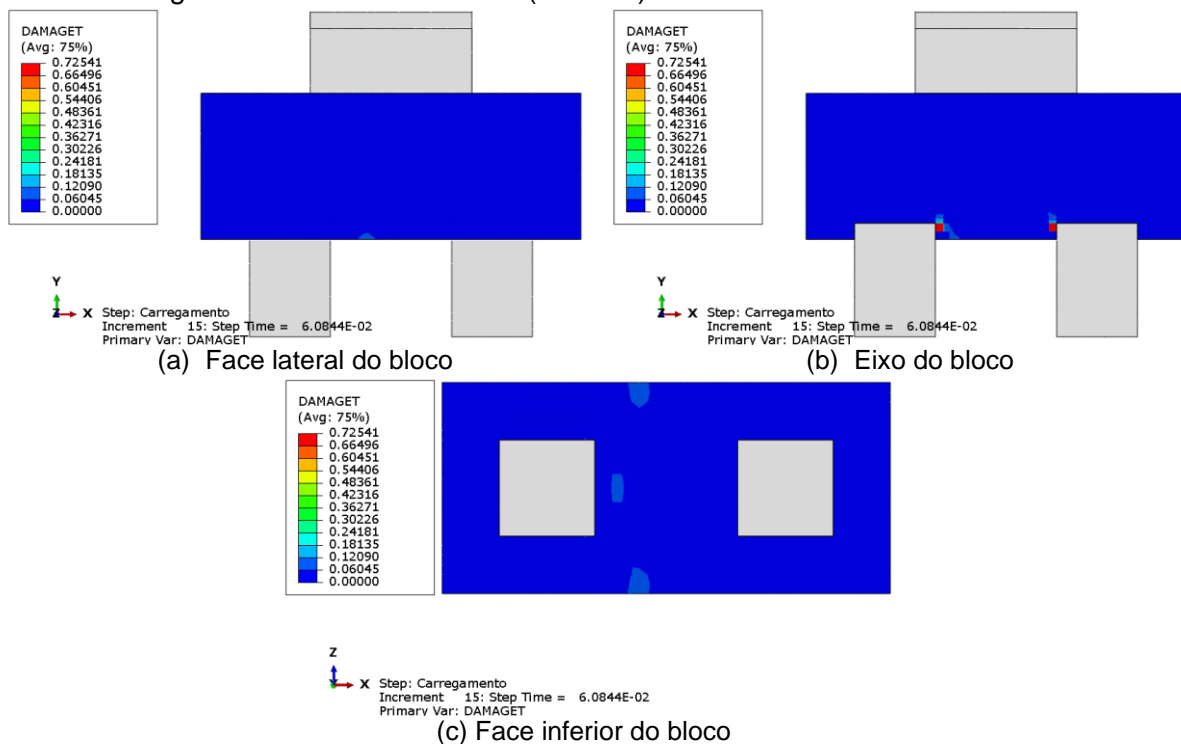 DAMAGET
(Avg: 75%)
0.72541
0.66496
0.60451
0.54406
0.48361
0.42316
0.36271
0.30226
0.24181
0.18135
0.12090
0.06045
0.00000
Y
Z X
Step: Carregamento
Increment 15: Step Time = 6.0844E-02
Primary Var: DAMAGET
(a) Face lateral do bloco
DAMAGET
(Avg: 75%)
0.72541
0.66496
0.60451
0.54406
0.48361
0.42316
0.36271
0.30226
0.24181
0.18135
0.12090
0.06045
0.00000
Y
Z X
Step: Carregamento
Increment 15: Step Time = 6.0844E-02
Primary Var: DAMAGET
(b) Eixo do bloco
DAMAGET
(Avg: 75%)
0.72541
0.66496
0.60451
0.54406
0.48361
0.42316
0.36271
0.30226
0.24181
0.18135
0.12090
0.06045
0.00000
Z
Y X
Step: Carregamento
Increment 15: Step Time = 6.0844E-02
Primary Var: DAMAGET
(c) Face inferior do bloco